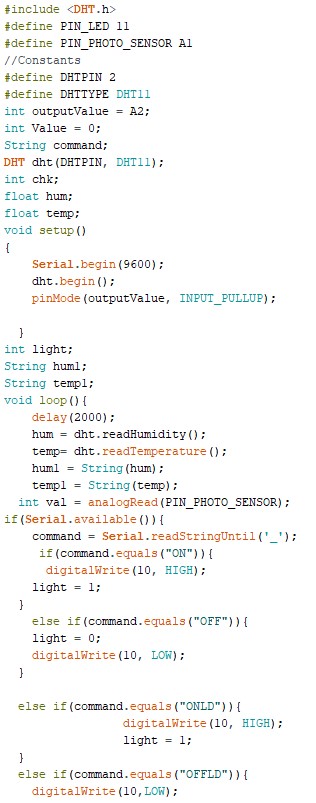 #include <DHT.h>
#define PIN_LED 11
#define PIN_PHOTO_SENSOR A1
//Constants
#define DHTPIN 2
#define DHTTYPE DHT11
int outputValue = A2;
int Value = 0;
String command;
DHT dht(DHTPIN, DHT11);
int chk;
float hum;
float temp;
void setup()
{
    Serial.begin(9600);
    dht.begin();
    pinMode(outputValue, INPUT_PULLUP);
  }
int light;
String hum1;
String temp1;
void loop(){
    delay(2000);
    hum = dht.readHumidity();
    temp= dht.readTemperature();
    hum1 = String(hum);
    temp1 = String(temp);
  int val = analogRead(PIN_PHOTO_SENSOR);
if(Serial.available()){
    command = Serial.readStringUntil('_');
     if(command.equals("ON")){
      digitalWrite(10, HIGH);
    light = 1;
  }
    else if(command.equals("OFF")){
    light = 0;
    digitalWrite(10, LOW);
  }
  else if(command.equals("ONLD")){
                 digitalWrite(10, HIGH);
                 light = 1;
  }
  else if(command.equals("OFFLD")){
    digitalWrite(10,LOW);